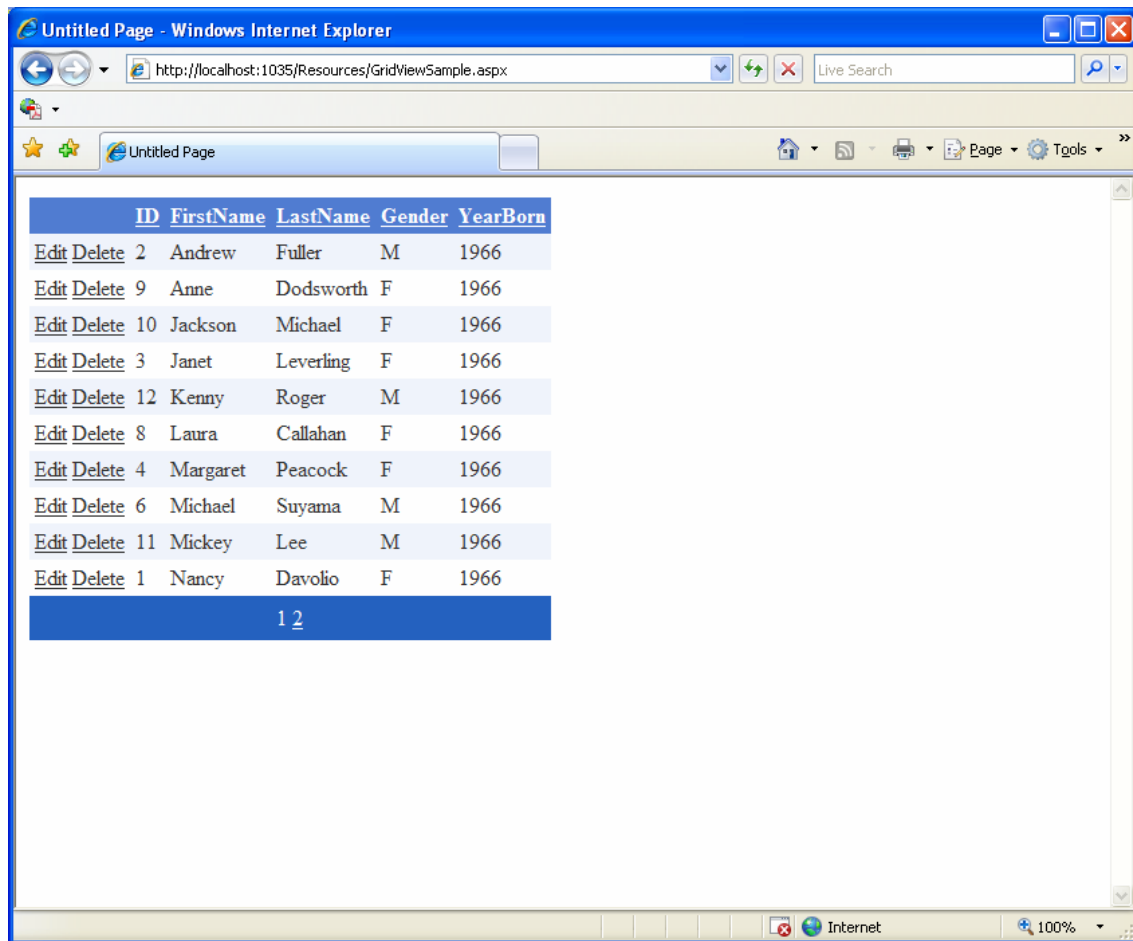 Untitled Page - Windows Internet Explorer
http://localhost:1035/Resources/GridViewSample.aspx Live Search
Untitled Page Page Tools »
ID FirstName LastName Gender YearBorn
Edit Delete 2 Andrew Fuller M 1966
Edit Delete 9 Anne Dodsworth F 1966
Edit Delete 10 Jackson Michael F 1966
Edit Delete 3 Janet Leverling F 1966
Edit Delete 12 Kenny Roger M 1966
Edit Delete 8 Laura Callahan F 1966
Edit Delete 4 Margaret Peacock F 1966
Edit Delete 6 Michael Suyama M 1966
Edit Delete 11 Mickey Lee M 1966
Edit Delete 1 Nancy Davolio F 1966
1 2
Internet 100%